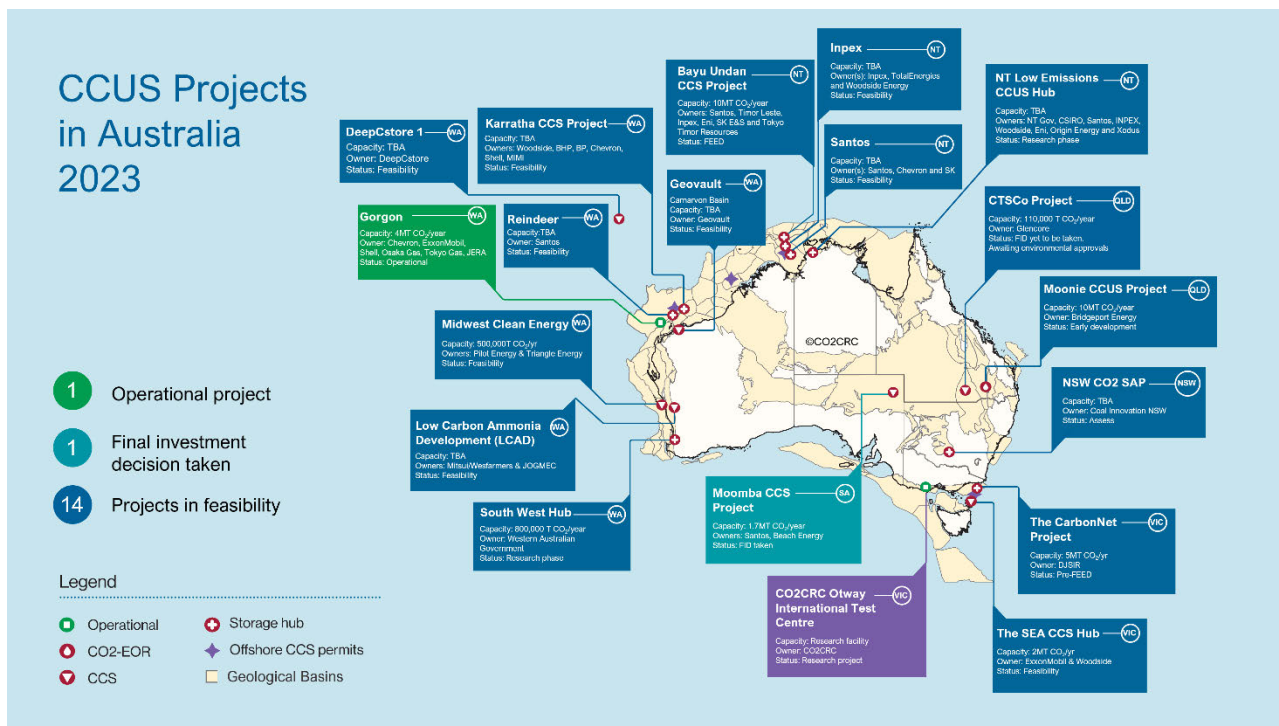 CCUS Projects
in Australia
2023
DeepCstore 1
WA
Capacity: TBA
Owner: DeepCstore
Status: Feasibility
Karratha CCS Project
WA
Capacity: TBA
Owners: Woodside, BHP, BP, Chevron,
Shell, MIMI
Status: Feasibility
Bayu Undan
CCS Project
NT
Capacity: 10MT CO₂/year
Owners: Santos, Timor Leste,
Inpex, Eni, SK E&S and Tokyo
Timor Resources
Status: FEED
Inpex
NT
Capacity: TBA
Owner(s): Inpex, TotalEnergies
and Woodside Energy
Status: Feasibility
NT Low Emissions
CCUS Hub
NT
Capacity: TBA
Owners: NT Gov, CSIRO, Santos, INPEX,
Woodside, Eni, Origin Energy and Xodus
Status: Research phase
Santos
NT
Capacity: TBA
Owner(s): Santos, Chevron and SK
Status: Feasibility
Gorgon
WA
Capacity: 4MT CO₂/year
Owner: Chevron, ExxonMobil,
Shell, Osaka Gas, Tokyo Gas, JERA
Status: Operational
Reindeer
WA
Capacity:TBA
Owner: Santos
Status: Feasibility
Geovault
WA
Carnarvon Basin
Capacity: TBA
Owner: Geovault
Status: Feasibility
CTSCo Project
QLD
Capacity: 110,000 T CO₂/year
Owner: Glencore
Status: FID yet to be taken.
Awaiting environmental approvals
Moonie CCUS Project
QLD
Capacity: 10MT CO₂/year
Owner: Bridgeport Energy
Status: Early development
Midwest Clean Energy
WA
Capacity: 500,000T CO₂/yr
Owners: Pilot Energy & Triangle Energy
Status: Feasibility
©CO2CRC
NSW CO2 SAP
NSW
Capacity: TBA
Owner: Coal Innovation NSW
Status: Assess
Low Carbon Ammonia
Development (LCAD)
WA
Capacity: TBA
Owners: Mitsui/Wesfarmers & JOGMEC
Status: Feasibility
South West Hub
WA
Capacity: 800,000 T CO₂/year
Owner: Western Australian
Government
Status: Research phase
Moomba CCS
Project
SA
Capacity: 1.7MT CO₂/year
Owners: Santos, Beach Energy
Status: FID taken
CO2CRC Otway
International Test
Centre
VIC
Capacity: Research facility
Owner: CO2CRC
Status: Research project
The CarbonNet
Project
VIC
Capacity: 5MT CO₂/yr
Owner: DJSIR
Status: Pre-FEED
The SEA CCS Hub
VIC
Capacity: 2MT CO₂/yr
Owner: ExxonMobil & Woodside
Status: Feasibility
1
Operational project
1
Final investment
decision taken
14
Projects in feasibility
Legend
Operational
CO2-EOR
CCS
Storage hub
Offshore CCS permits
Geological Basins